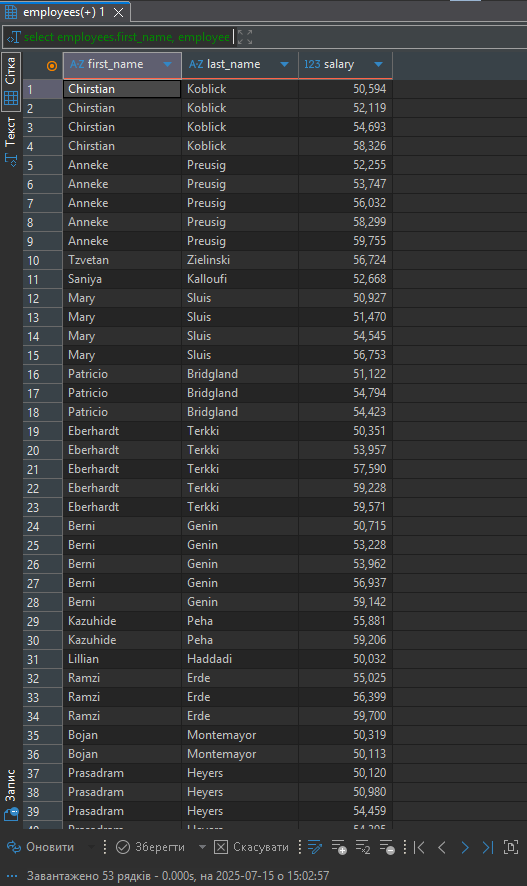 employees(+) 1
select employees.first_name, employee
Сітка
Текст
Запис
A-Z first_name A-Z last_name 123 salary
1 Chirstian Koblick 50,594
2 Chirstian Koblick 52,119
3 Chirstian Koblick 54,693
4 Chirstian Koblick 58,326
5 Anneke Preusig 52,255
6 Anneke Preusig 53,747
7 Anneke Preusig 56,032
8 Anneke Preusig 58,299
9 Anneke Preusig 59,755
10 Tzvetan Zielinski 56,724
11 Saniya Kalloufi 52,668
12 Mary Sluis 50,927
13 Mary Sluis 51,470
14 Mary Sluis 54,545
15 Mary Sluis 56,753
16 Patricio Bridgland 51,122
17 Patricio Bridgland 54,794
18 Patricio Bridgland 54,423
19 Eberhardt Terkki 50,351
20 Eberhardt Terkki 53,957
21 Eberhardt Terkki 57,590
22 Eberhardt Terkki 59,228
23 Eberhardt Terkki 59,571
24 Berni Genin 50,715
25 Berni Genin 53,228
26 Berni Genin 53,962
27 Berni Genin 56,937
28 Berni Genin 59,142
29 Kazuhide Peha 55,881
30 Kazuhide Peha 59,206
31 Lillian Haddadi 50,032
32 Ramzi Erde 55,025
33 Ramzi Erde 56,399
34 Ramzi Erde 59,700
35 Bojan Montemayor 50,319
36 Bojan Montemayor 50,113
37 Prasadram Heyers 50,120
38 Prasadram Heyers 50,980
39 Prasadram Heyers 54,459
Оновити Зберегти Скасувати
Завантажено 53 рядків - 0.000s, на 2025-07-15 о 15:02:57